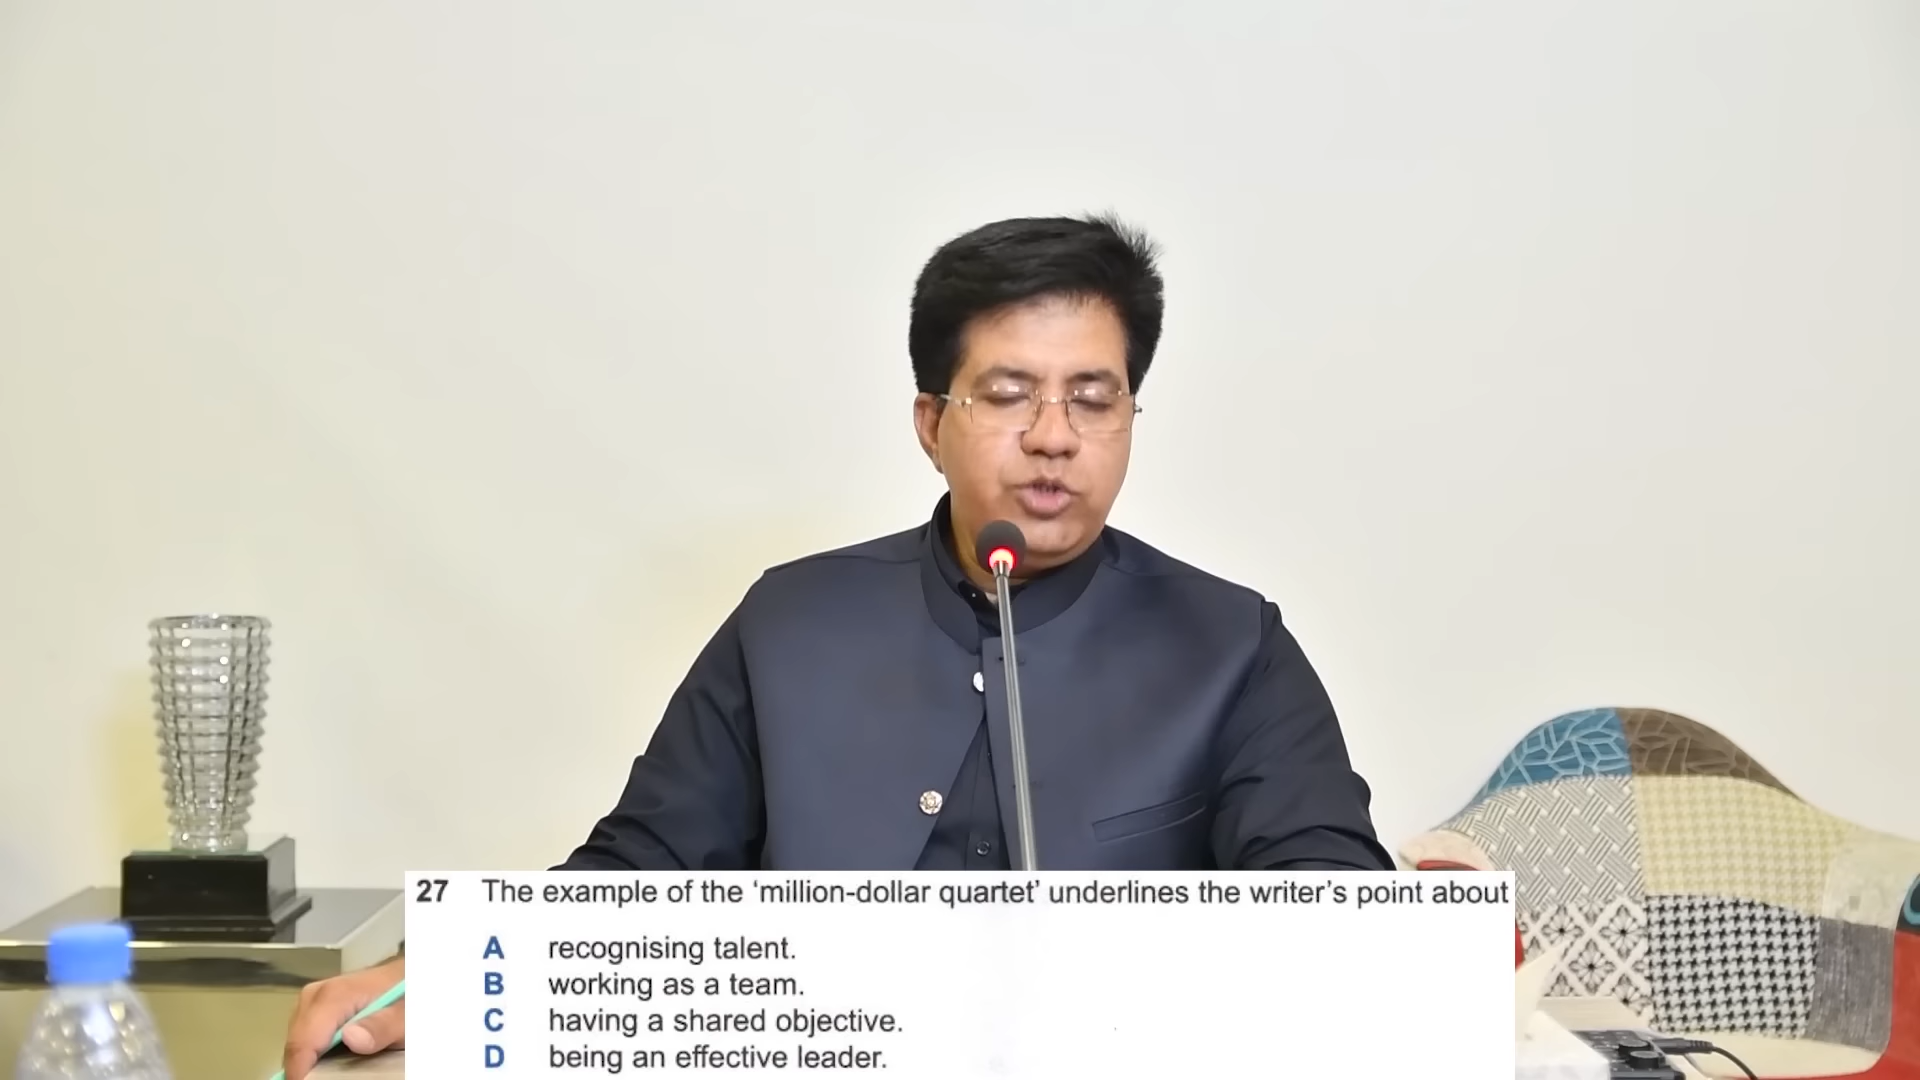 27 The example of the ‘million-dollar quartet’ underlines the writer’s point about
A recognising talent.
B working as a team.
C having a shared objective.
D being an effective leader.